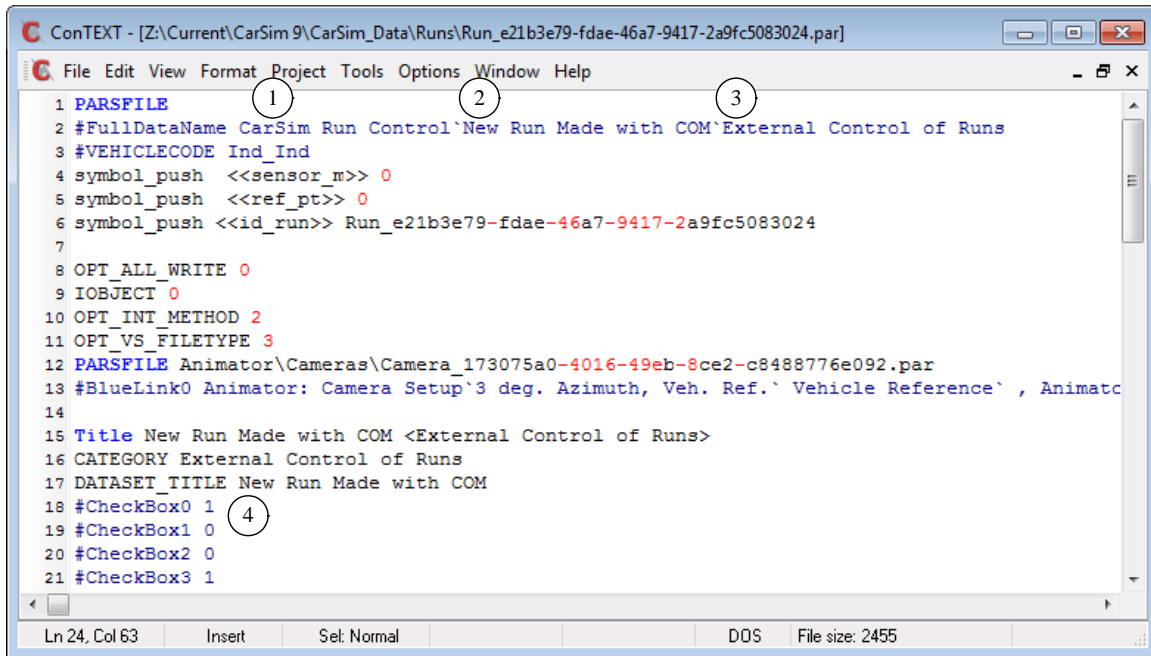 ConTEXT - [Z:\Current\CarSim 9\CarSim_Data\Runs\Run_e21b3e79-fdae-46a7-9417-2a9fc5083024.par]
File Edit View Format Project Tools Options Window Help
1 2 3
1 PARSFILE
2 #FullDataName CarSim Run Control`New Run Made with COM`External Control of Runs
3 #VEHICLECODE Ind_Ind
4 symbol_push  <<sensor_m>> 0
5 symbol_push  <<ref_pt>> 0
6 symbol_push <<id_run>> Run_e21b3e79-fdae-46a7-9417-2a9fc5083024
7
8 OPT_ALL_WRITE 0
9 IOBJECT 0
10 OPT_INT_METHOD 2
11 OPT_VS_FILETYPE 3
12 PARSFILE Animator\Cameras\Camera_173075a0-4016-49eb-8ce2-c8488776e092.par
13 #BlueLink0 Animator: Camera Setup`3 deg. Azimuth, Veh. Ref.` Vehicle Reference` , Animatc
14
15 Title New Run Made with COM <External Control of Runs>
16 CATEGORY External Control of Runs
17 DATASET_TITLE New Run Made with COM
18 #CheckBox0 1
4
19 #CheckBox1 0
20 #CheckBox2 0
21 #CheckBox3 1
Ln 24, Col 63 Insert Sel: Normal DOS File size: 2455